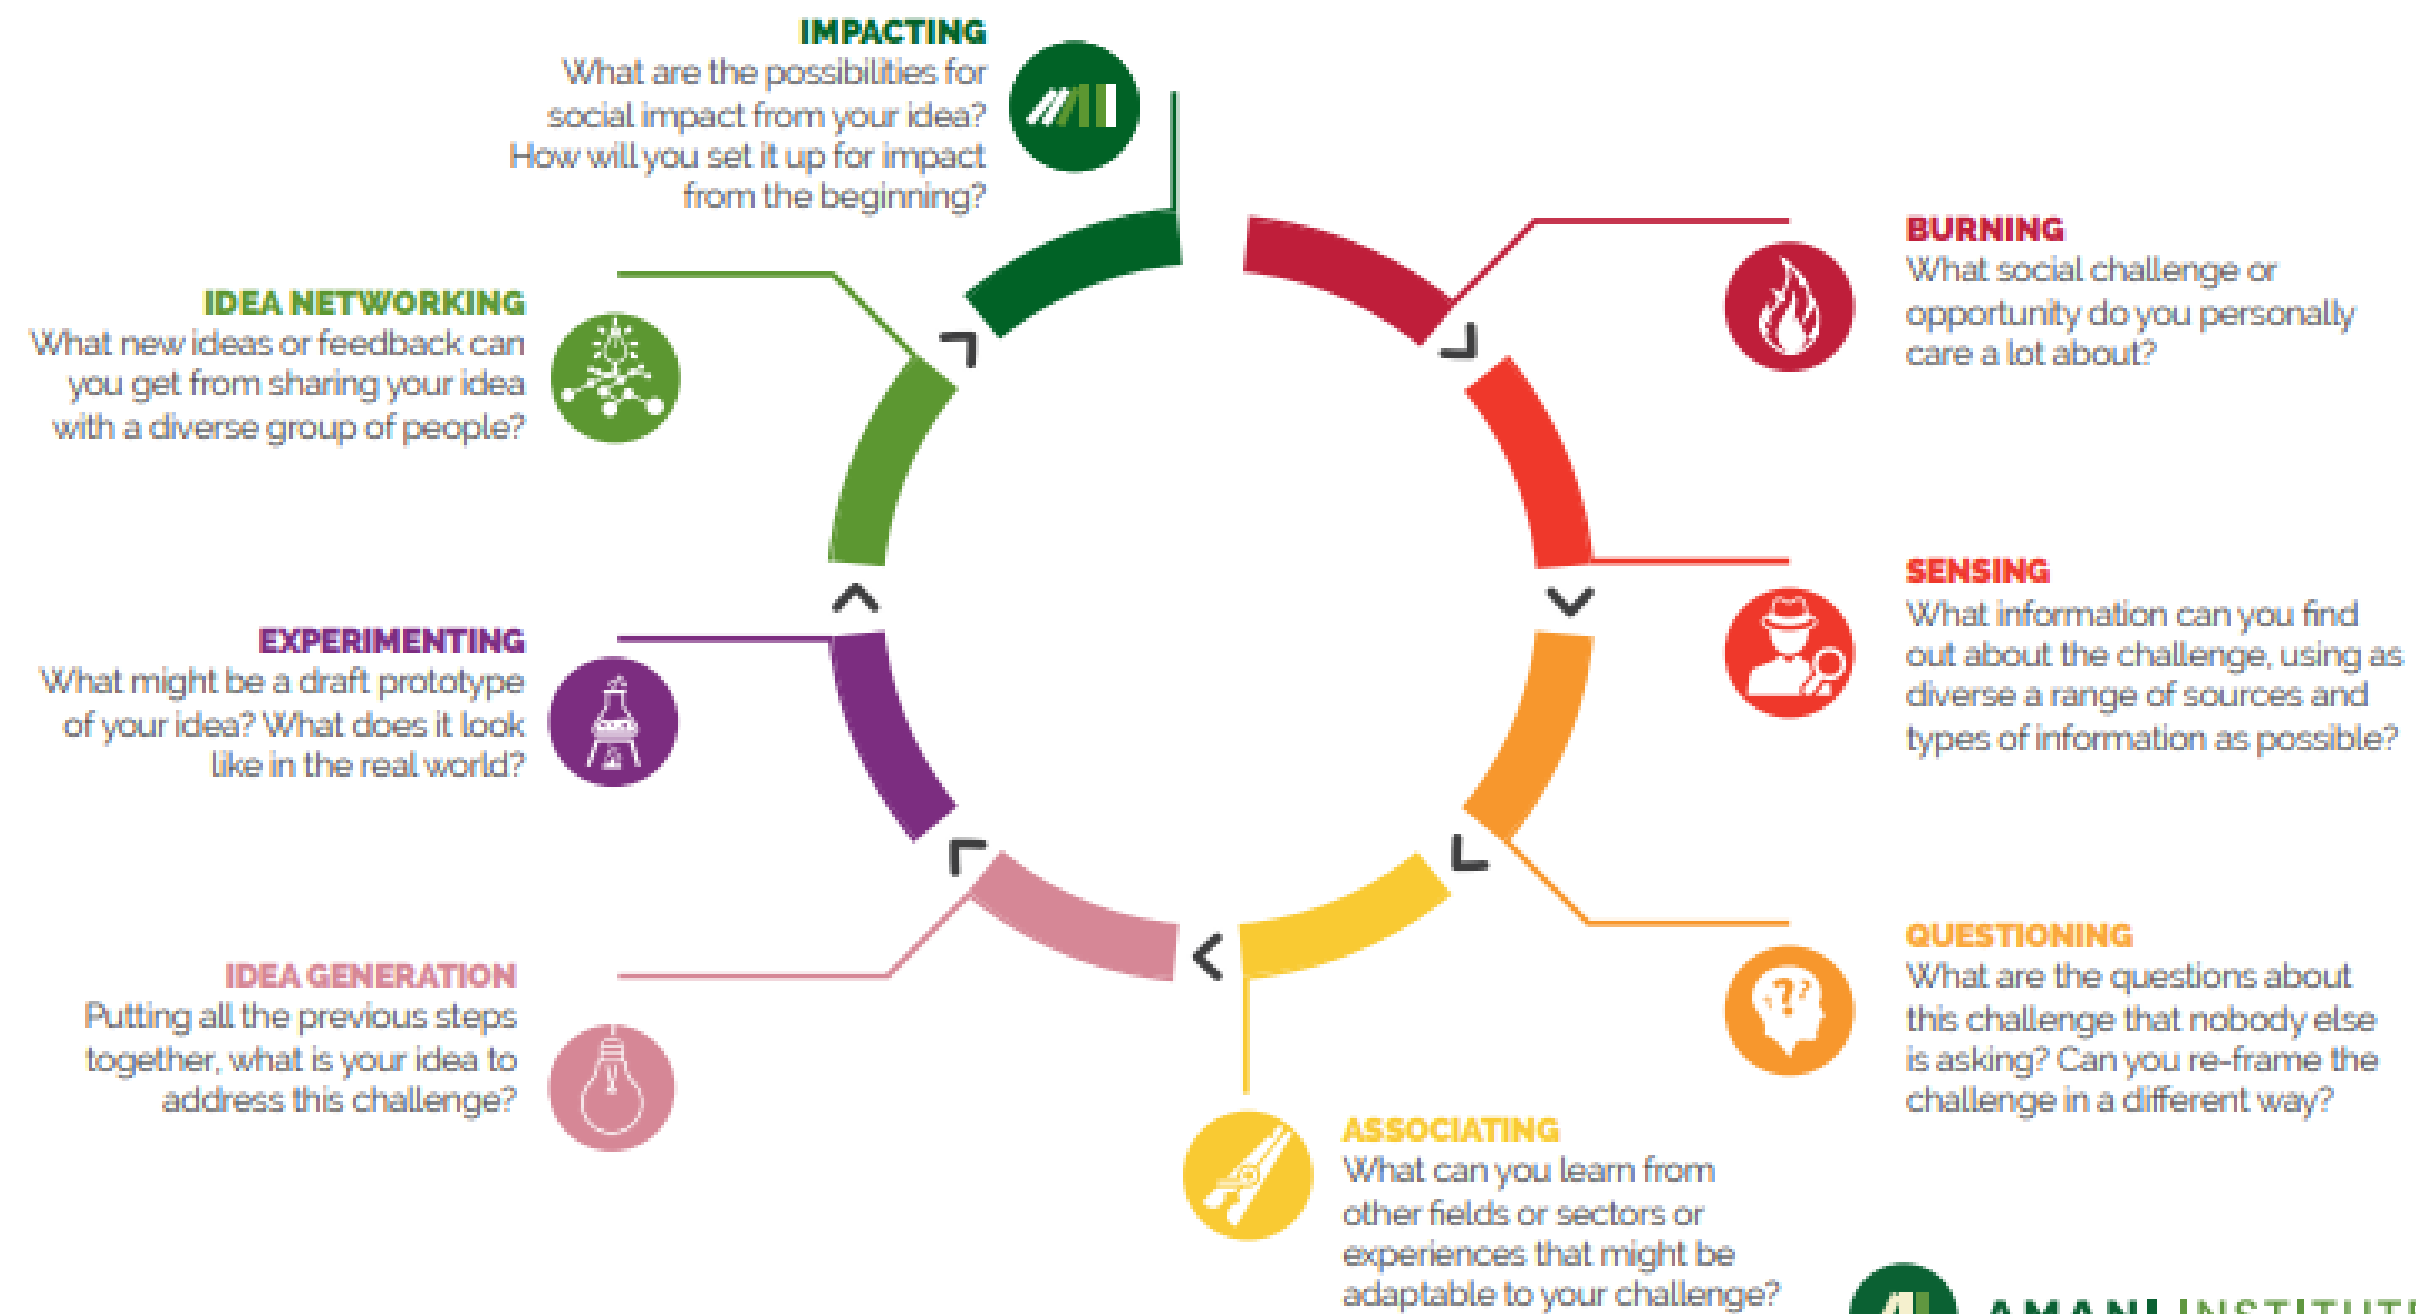 IMPACTING
What are the possibilities for
social impact from your idea?
How will you set it up for impact
from the beginning?
BURNING
What social challenge or
opportunity do you personally
care a lot about?
SENSING
What information can you find
out about the challenge, using as
diverse a range of sources and
types of information as possible?
QUESTIONING
What are the questions about
this challenge that nobody else
is asking? Can you re-frame the
challenge in a different way?
ASSOCIATING
What can you learn from
other fields or sectors or
experiences that might be
adaptable to your challenge?
IDEA GENERATION
Putting all the previous steps
together, what is your idea to
address this challenge?
EXPERIMENTING
What might be a draft prototype
of your idea? What does it look
like in the real world?
IDEA NETWORKING
What new ideas or feedback can
you get from sharing your idea
with a diverse group of people?
AMANI INSTITUTE